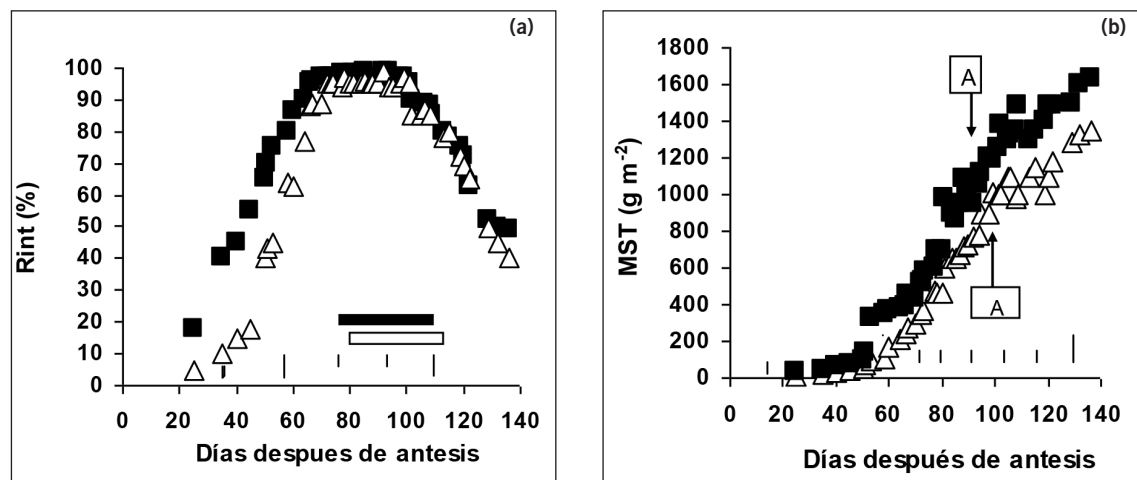 (a)
100
90
80
70
60
50
40
30
20
10
0
0 20 40 60 80 100 120 140
Rint (%)
Días despues de antesis
(b)
1800
1600
1400
1200
1000
800
600
400
200
0
0 20 40 60 80 100 120 140
MST (g m⁻²)
A
A
Días después de antesis